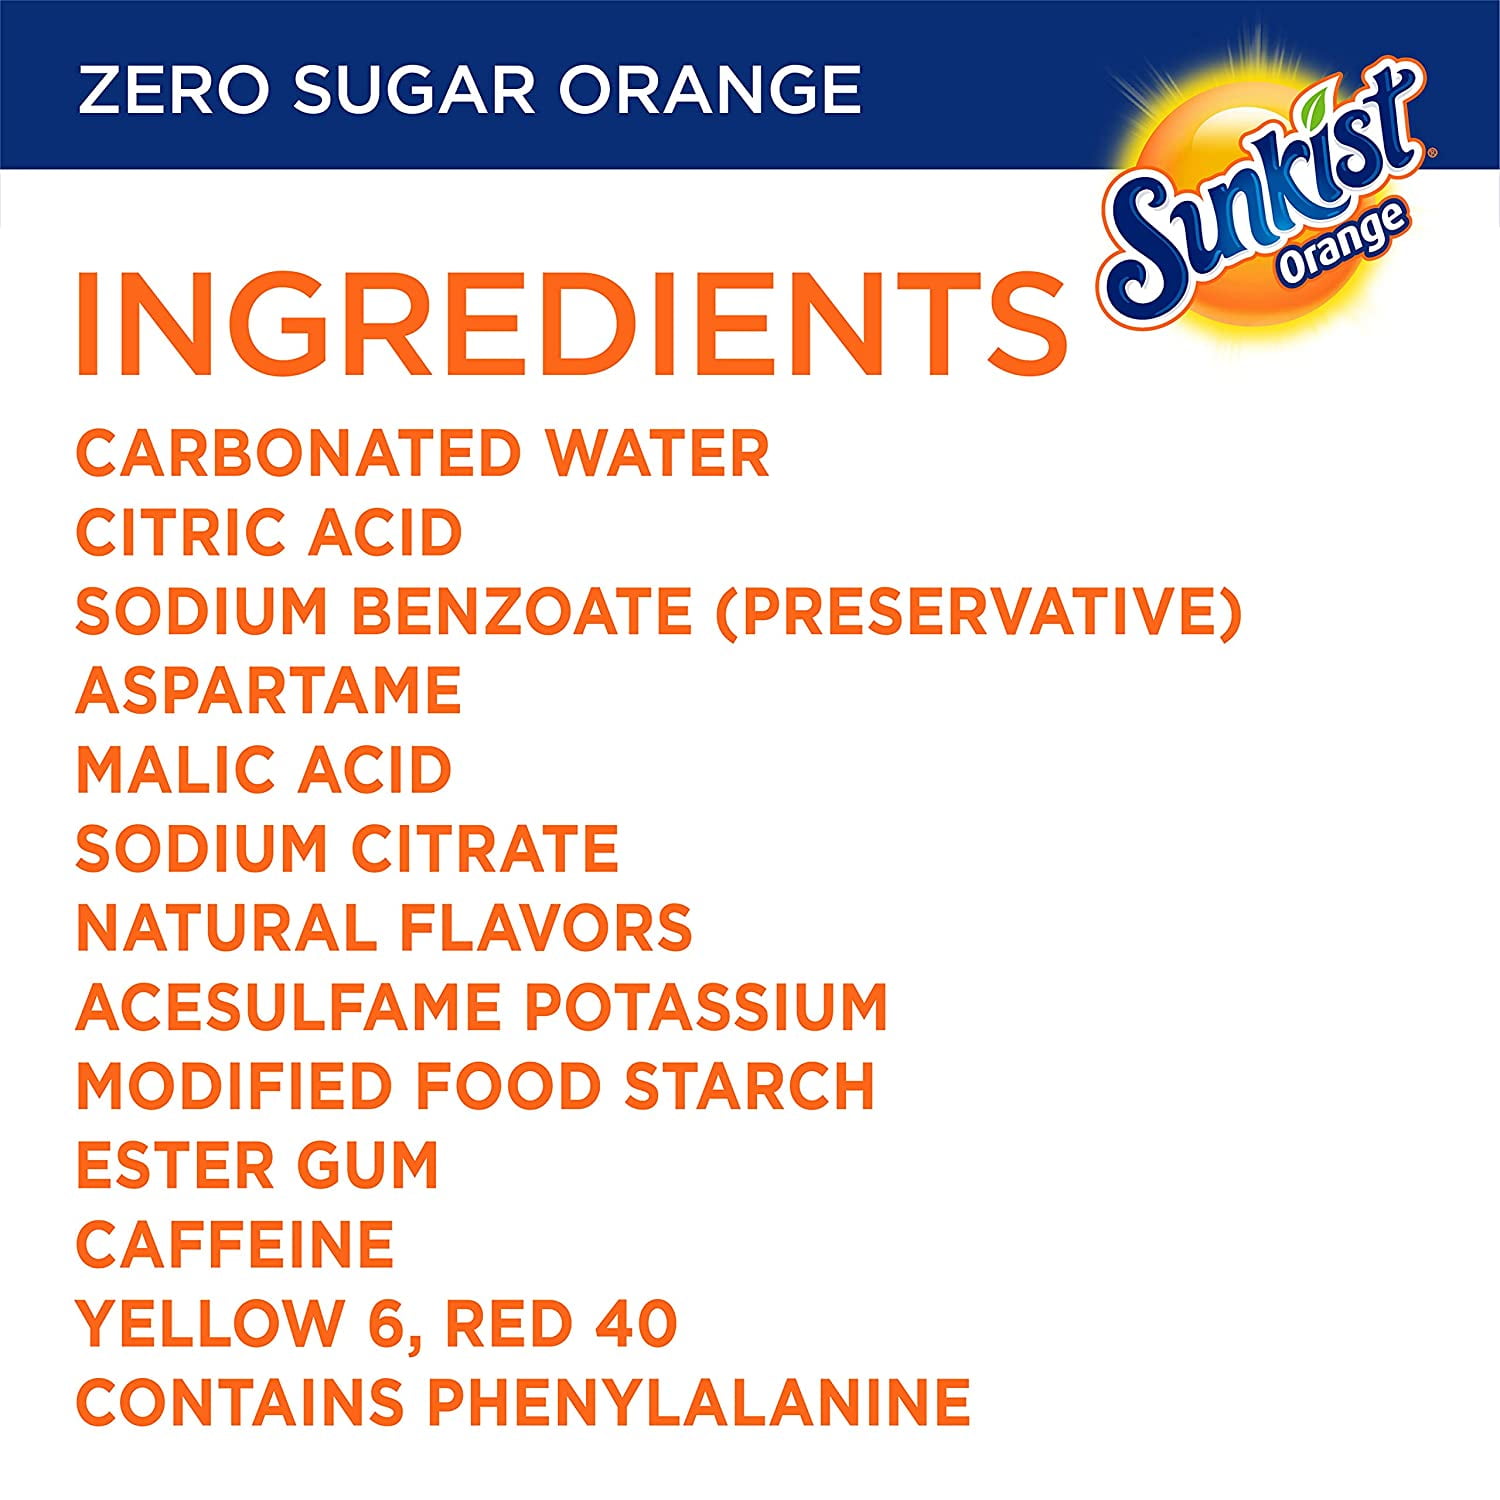 ZERO SUGAR ORANGE
Sunkist®
Orange
INGREDIENTS
CARBONATED WATER
CITRIC ACID
SODIUM BENZOATE (PRESERVATIVE)
ASPARTAME
MALIC ACID
SODIUM CITRATE
NATURAL FLAVORS
ACESULFAME POTASSIUM
MODIFIED FOOD STARCH
ESTER GUM
CAFFEINE
YELLOW 6, RED 40
CONTAINS PHENYLALANINE